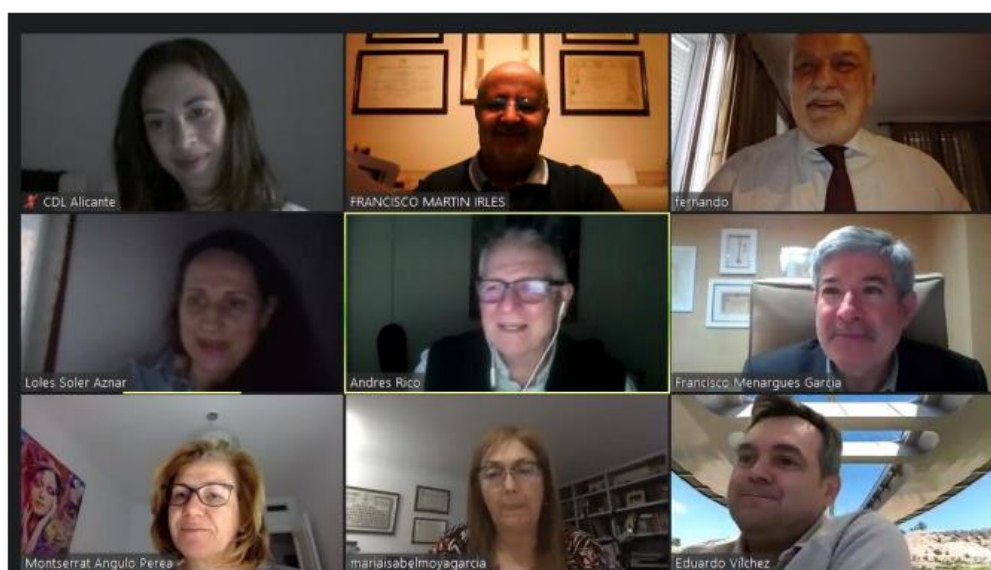 CDL Alicante
FRANCISCO MARTIN IRLES
fernando
Loles Soler Aznar
Andres Rico
Francisco Menargues Garcia
Montserrat Angulo Perea
mariaisabelmoyagarcia
Eduardo Vílchez